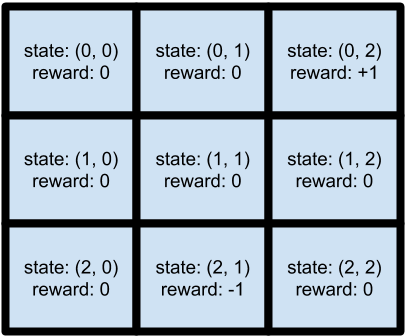 state: (0, 0)
reward: 0
state: (0, 1)
reward: 0
state: (0, 2)
reward: +1
state: (1, 0)
reward: 0
state: (1, 1)
reward: 0
state: (1, 2)
reward: 0
state: (2, 0)
reward: 0
state: (2, 1)
reward: -1
state: (2, 2)
reward: 0